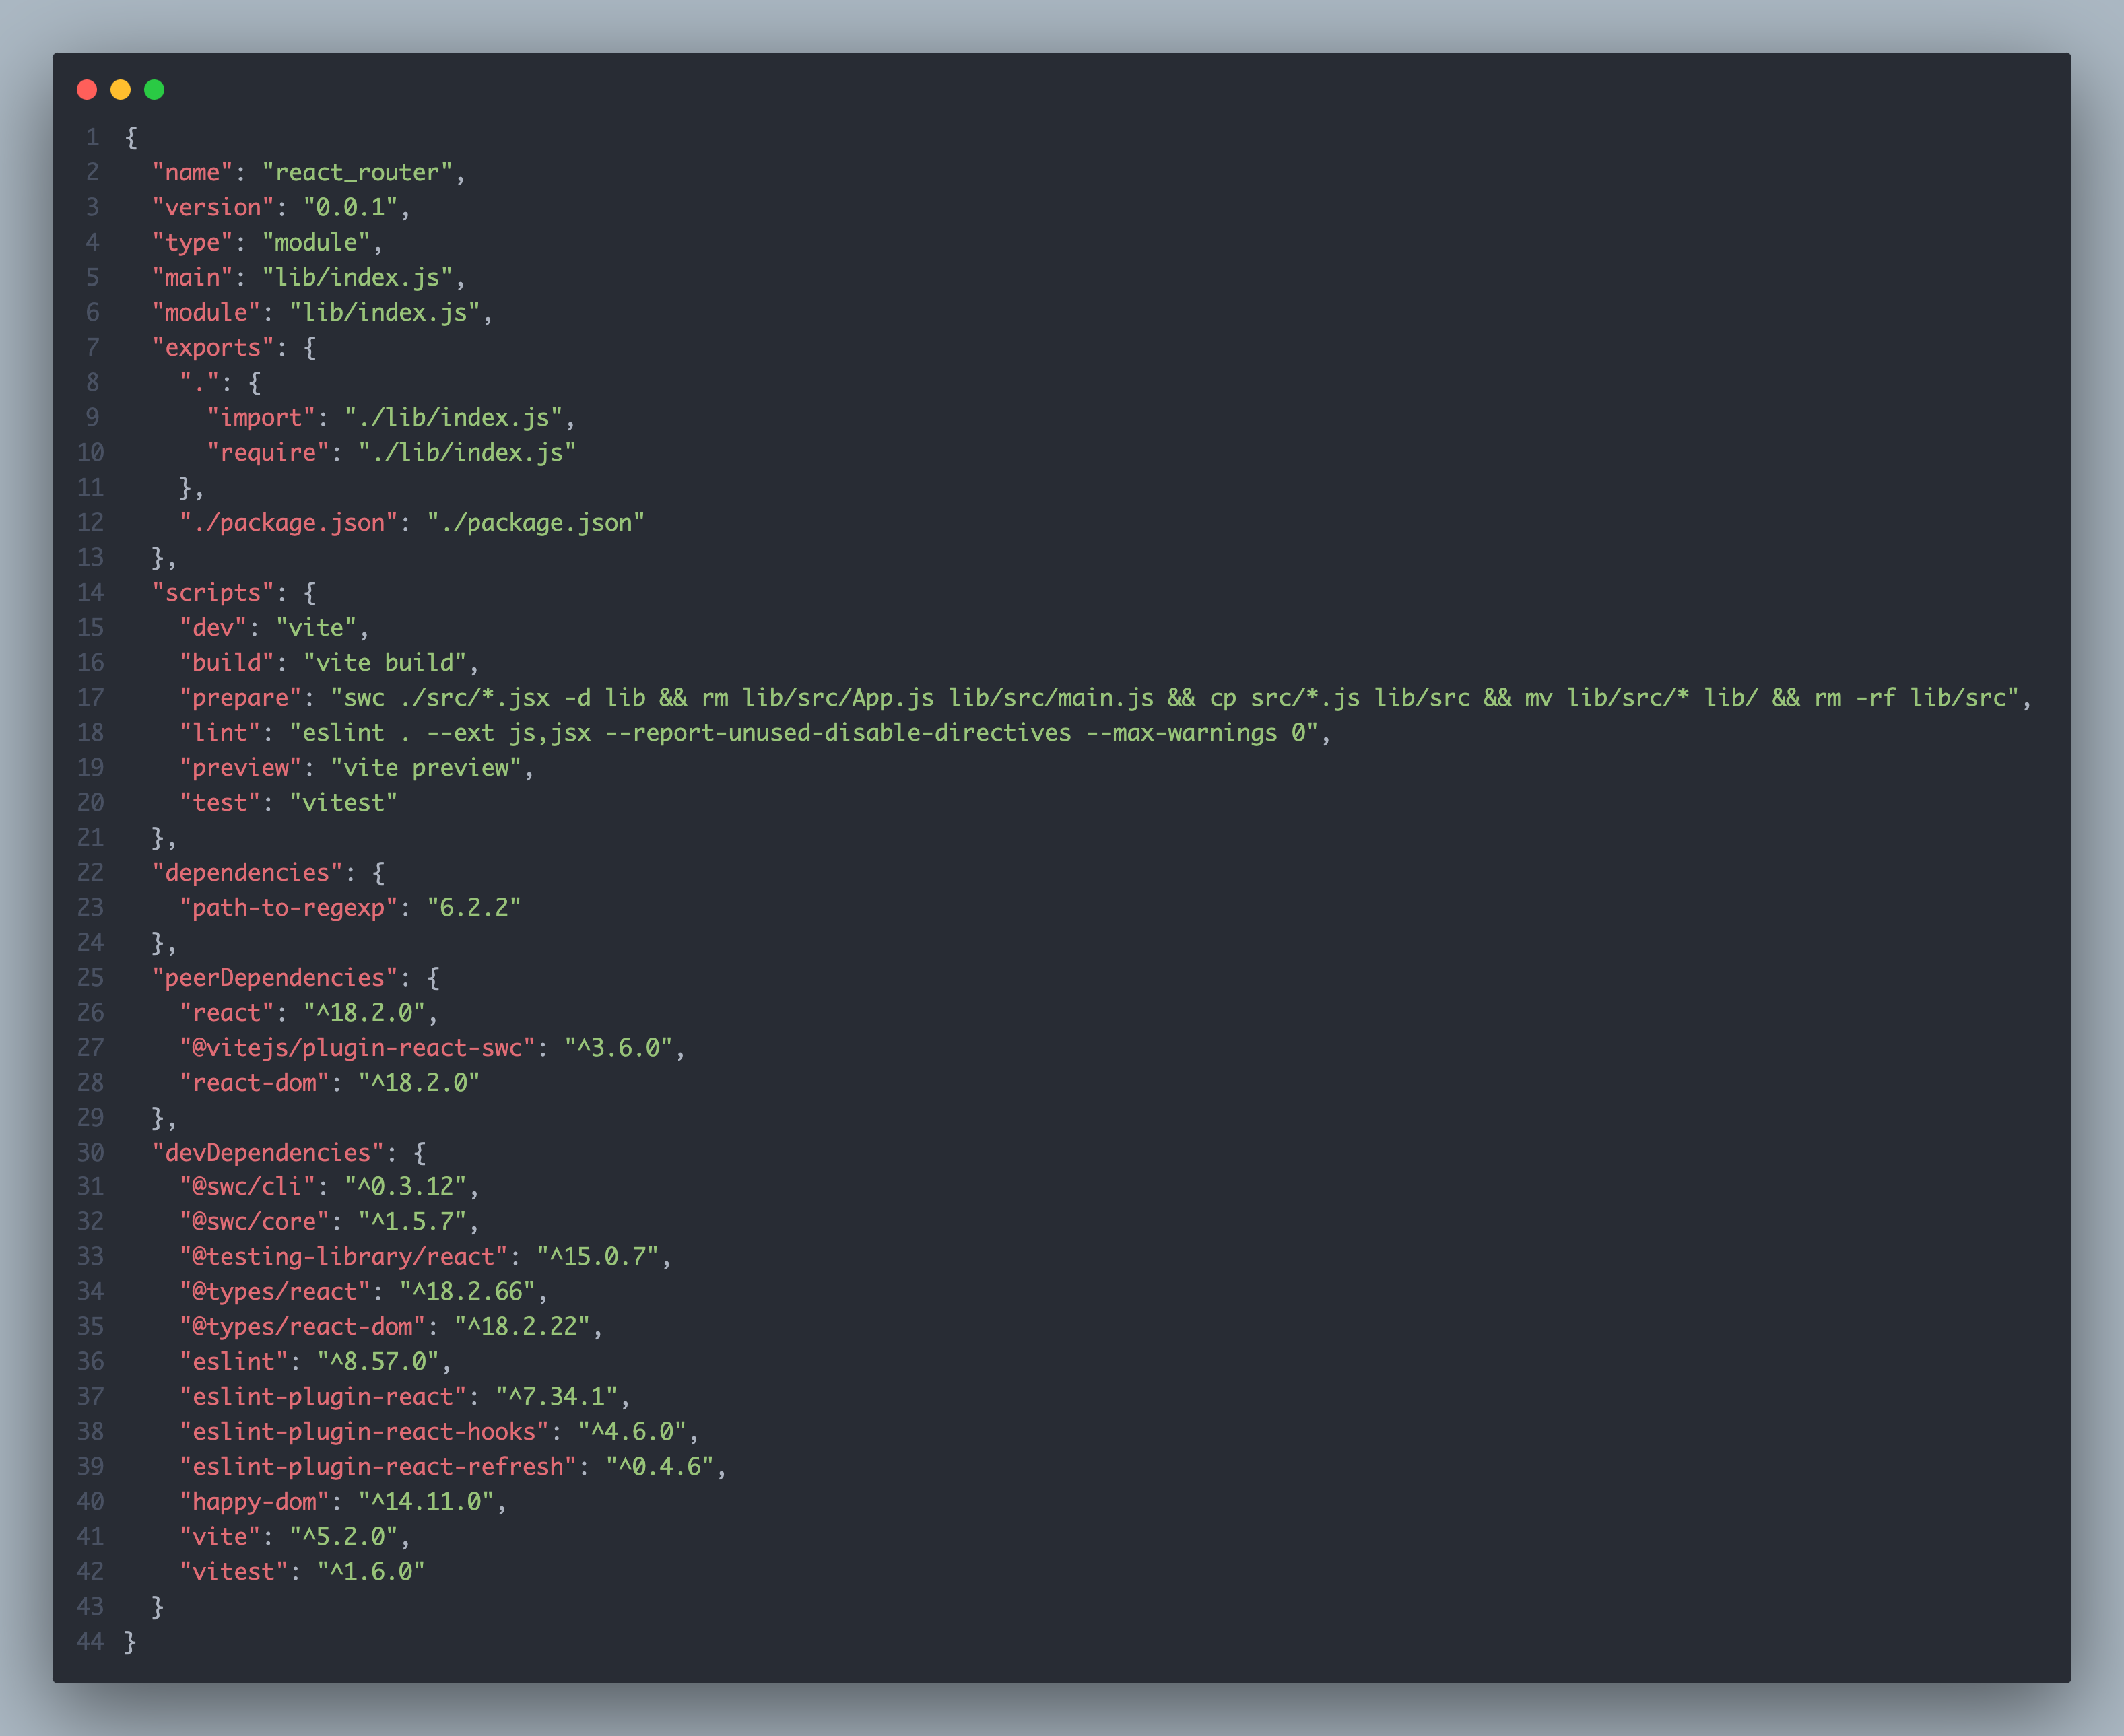 1 {
2   "name": "react_router",
3   "version": "0.0.1",
4   "type": "module",
5   "main": "lib/index.js",
6   "module": "lib/index.js",
7   "exports": {
8     ".": {
9       "import": "./lib/index.js",
10       "require": "./lib/index.js"
11     },
12     "./package.json": "./package.json"
13   },
14   "scripts": {
15     "dev": "vite",
16     "build": "vite build",
17     "prepare": "swc ./src/*.jsx -d lib && rm lib/src/App.js lib/src/main.js && cp src/*.js lib/src && mv lib/src/* lib/ && rm -rf lib/src",
18     "lint": "eslint . --ext js,jsx --report-unused-disable-directives --max-warnings 0",
19     "preview": "vite preview",
20     "test": "vitest"
21   },
22   "dependencies": {
23     "path-to-regexp": "6.2.2"
24   },
25   "peerDependencies": {
26     "react": "^18.2.0",
27     "@vitejs/plugin-react-swc": "^3.6.0",
28     "react-dom": "^18.2.0"
29   },
30   "devDependencies": {
31     "@swc/cli": "^0.3.12",
32     "@swc/core": "^1.5.7",
33     "@testing-library/react": "^15.0.7",
34     "@types/react": "^18.2.66",
35     "@types/react-dom": "^18.2.22",
36     "eslint": "^8.57.0",
37     "eslint-plugin-react": "^7.34.1",
38     "eslint-plugin-react-hooks": "^4.6.0",
39     "eslint-plugin-react-refresh": "^0.4.6",
40     "happy-dom": "^14.11.0",
41     "vite": "^5.2.0",
42     "vitest": "^1.6.0"
43   }
44 }